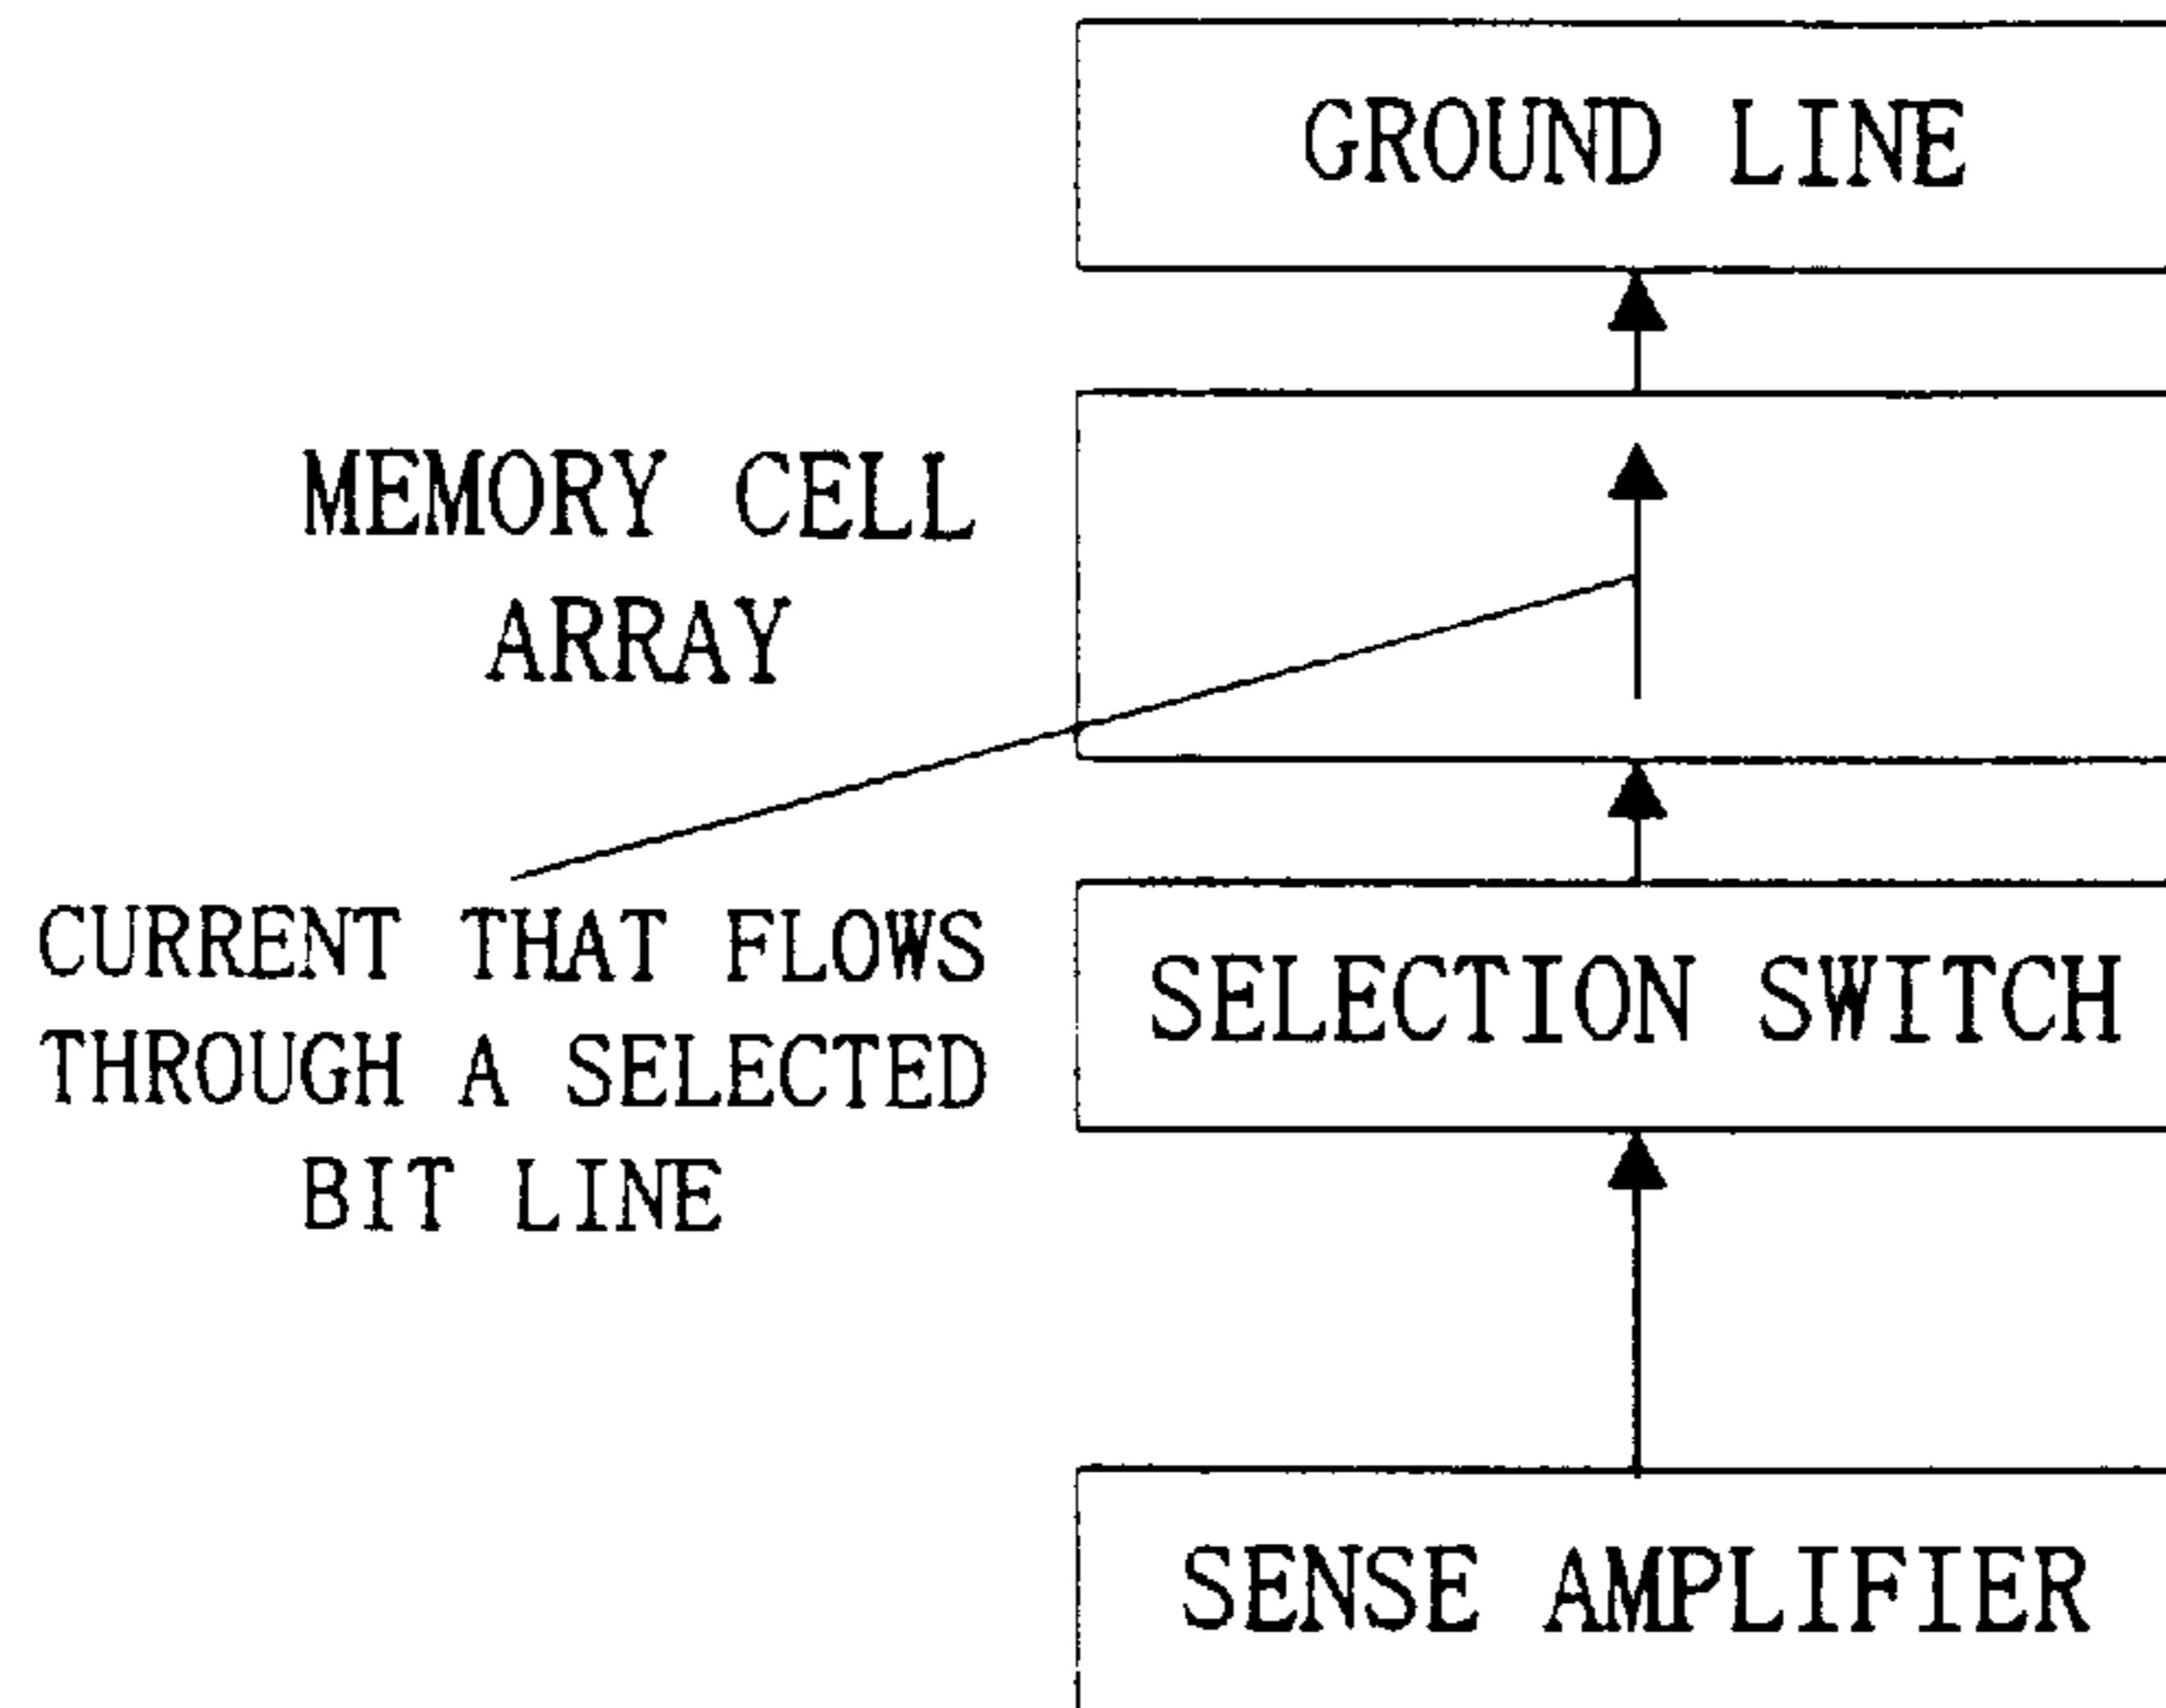 GROUND LINE
MEMORY CELL
ARRAY
CURRENT THAT FLOWS
THROUGH A SELECTED
BIT LINE
SELECTION SWITCH
SENSE AMPLIFIER